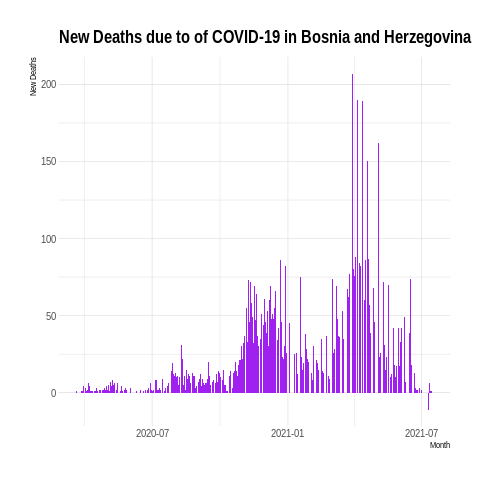 New Deaths due to of COVID-19 in Bosnia and Herzegovina
New Deaths
200
150
100
50
0
2020-07
2021-01
2021-07
Month